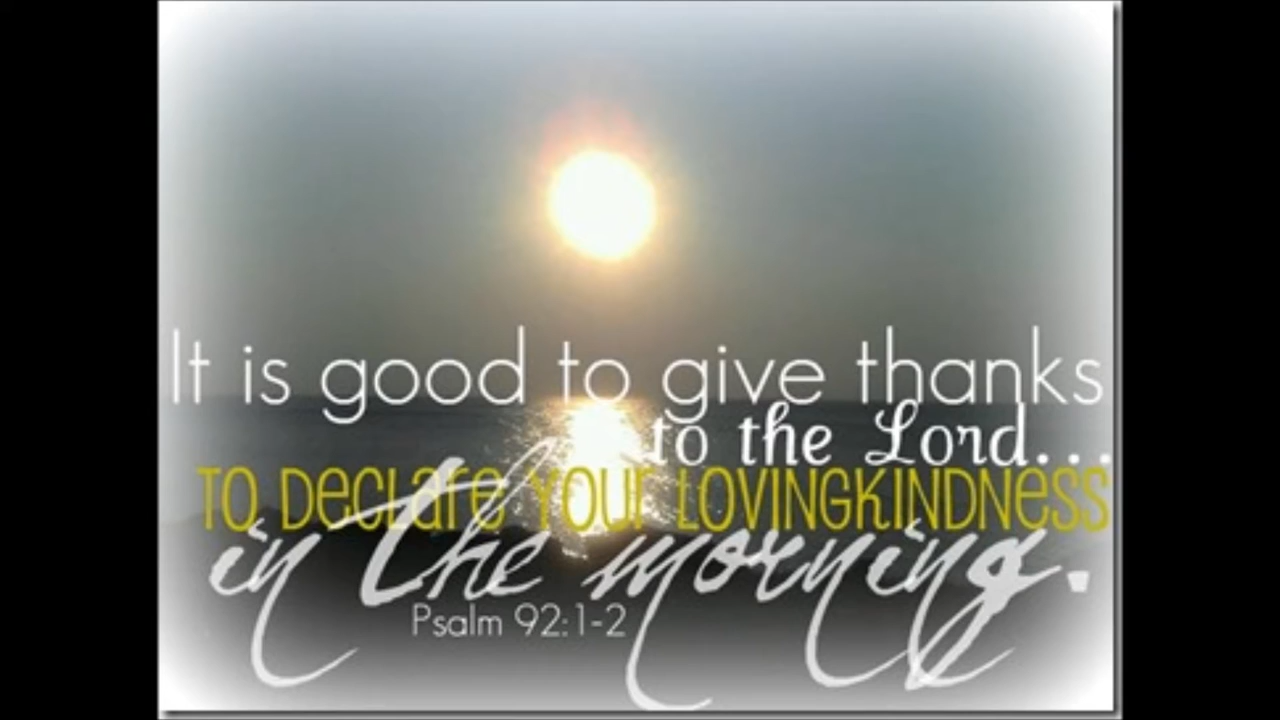 It is good to give thanks
to the Lord...
TO DECLARE YOUR LOVINGKINDNESS
in the morning.
Psalm 92:1-2